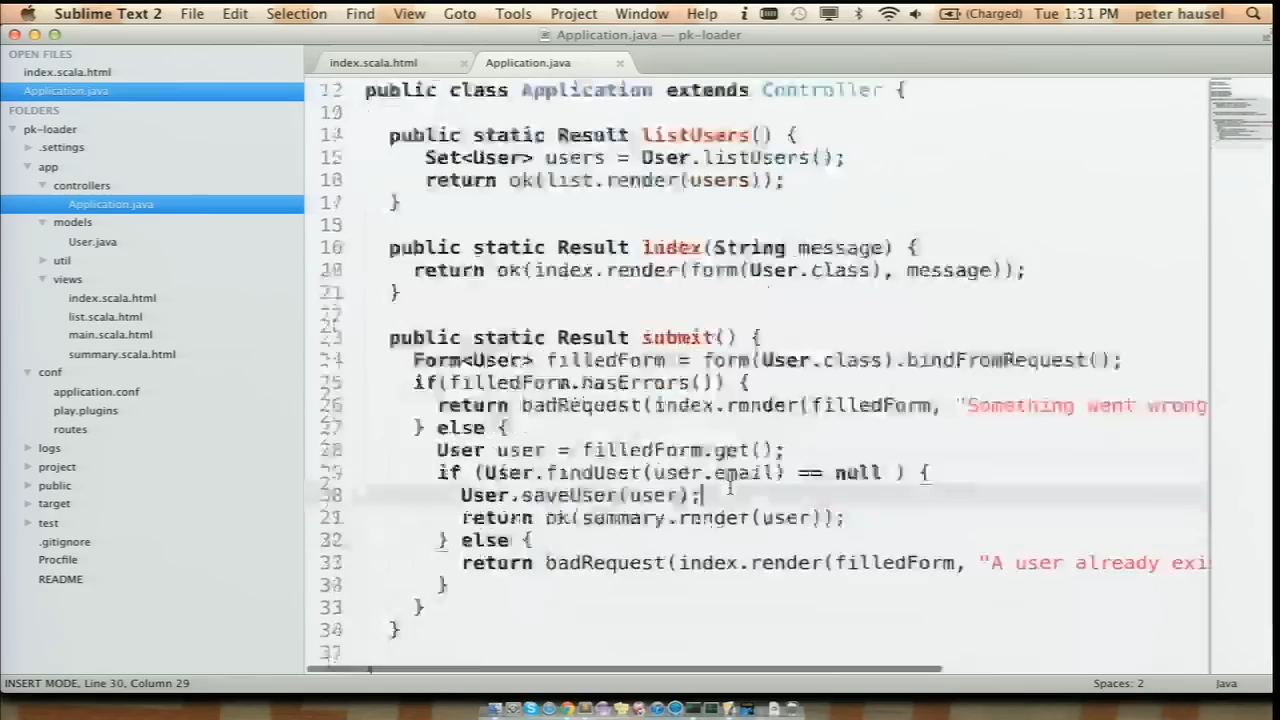 Sublime Text 2 File Edit Selection Find View Goto Tools Project Window Help (Charged) Tue 1:31 PM peter hausel
Application.java — pk-loader
OPEN FILES
index.scala.html
Application.java
FOLDERS
pk-loader
.settings
app
controllers
Application.java
models
User.java
util
views
index.scala.html
list.scala.html
main.scala.html
summary.scala.html
conf
application.conf
play.plugins
routes
logs
project
public
target
test
.gitignore
Procfile
README
index.scala.html Application.java
12 public class Application extends Controller {
public static Result listUsers() {
15 Set<User> users = User.listUsers();
return ok(list.render(users));
}
public static Result index(String message) {
return ok(index.render(form(User.class), message));
}
public static Result submit() {
Form<User> filledForm = form(User.class).bindFromRequest();
if(filledForm.hasErrors()) {
26 return badRequest(index.render(filledForm, "Something went wrong
27 } else {
User user = filledForm.get();
if (User.findUser(user.email) == null ) {
User.saveUser(user);
return ok(summary.render(user));
32 } else {
return badRequest(index.render(filledForm, "A user already exi
}
}
}
INSERT MODE, Line 30, Column 29 Spaces: 2 Java